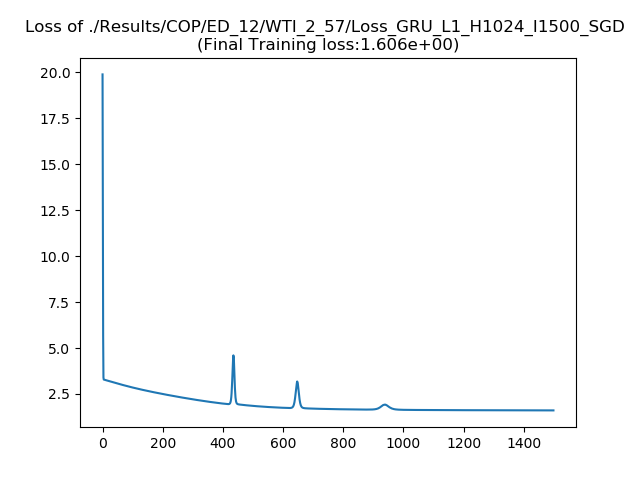 Loss of ./Results/COP/ED_12/WTI_2_57/Loss_GRU_L1_H1024_I1500_SGD
(Final Training loss:1.606e+00)
20.0
17.5
15.0
12.5
10.0
7.5
5.0
2.5
0 200 400 600 800 1000 1200 1400